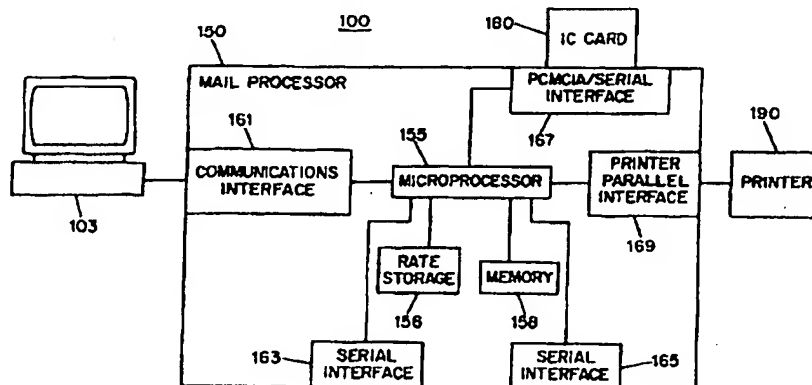 100
180
IC CARD
150
MAIL PROCESSOR
PCMCIA/SERIAL
INTERFACE
167
190
161
155
COMMUNICATIONS
INTERFACE
MICROPROCESSOR
PRINTER
PARALLEL
INTERFACE
PRINTER
103
169
RATE
STORAGE
MEMORY
156
158
163
SERIAL
INTERFACE
SERIAL
INTERFACE
165